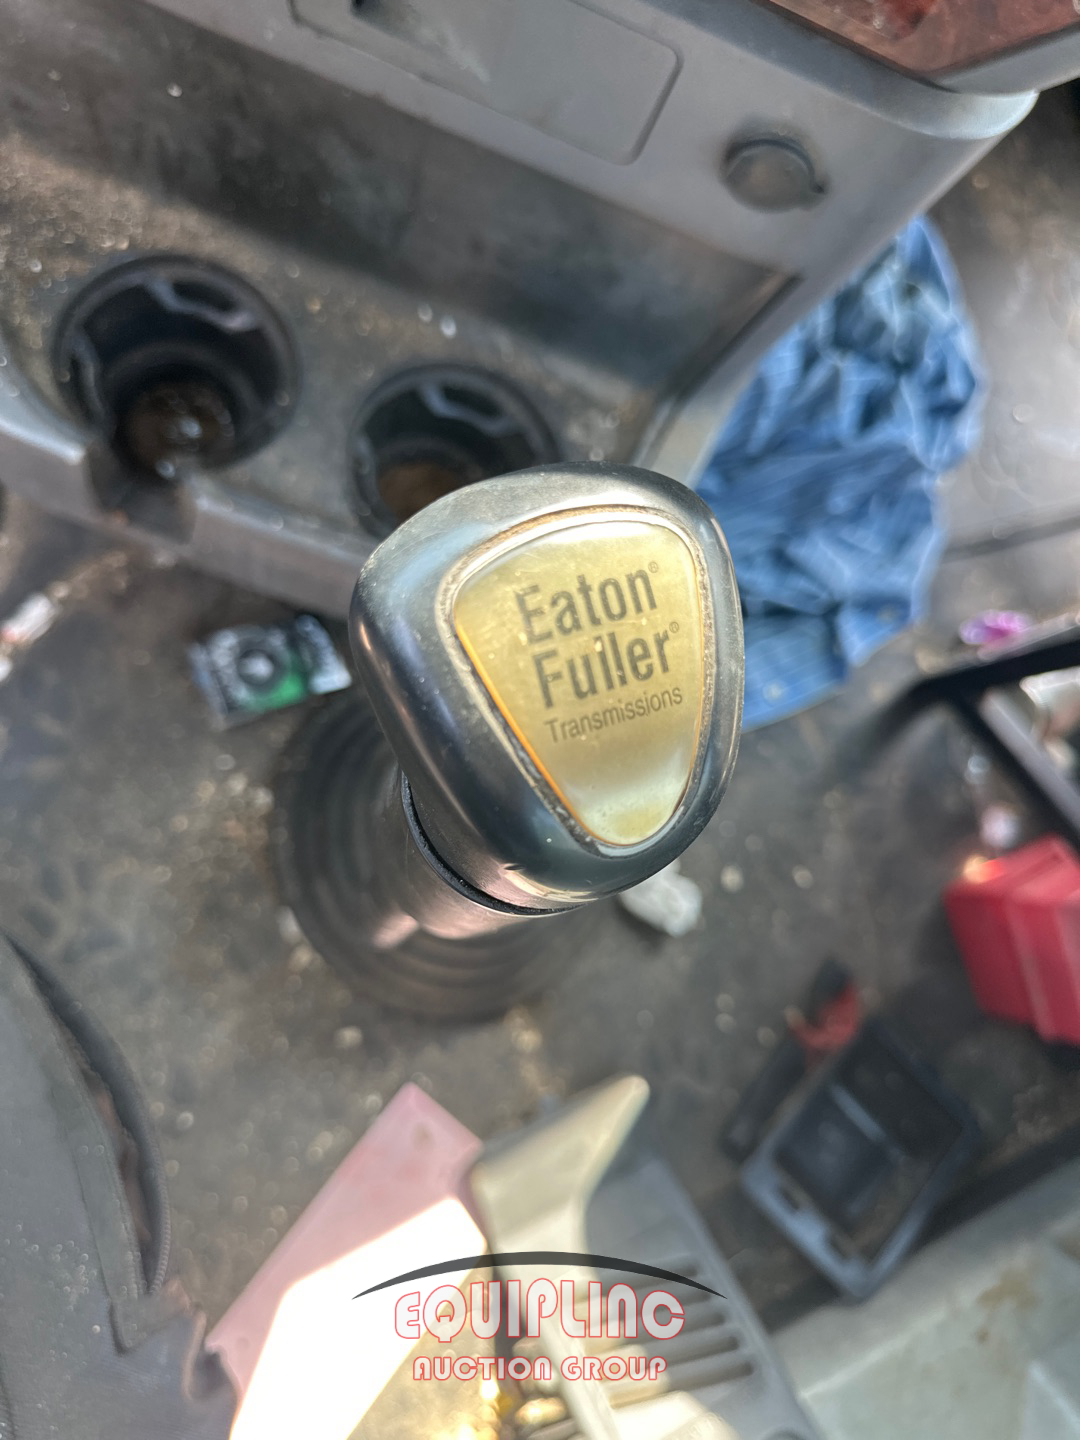 Eaton®
Fuller®
Transmissions
EQUIPLINC
AUCTION GROUP